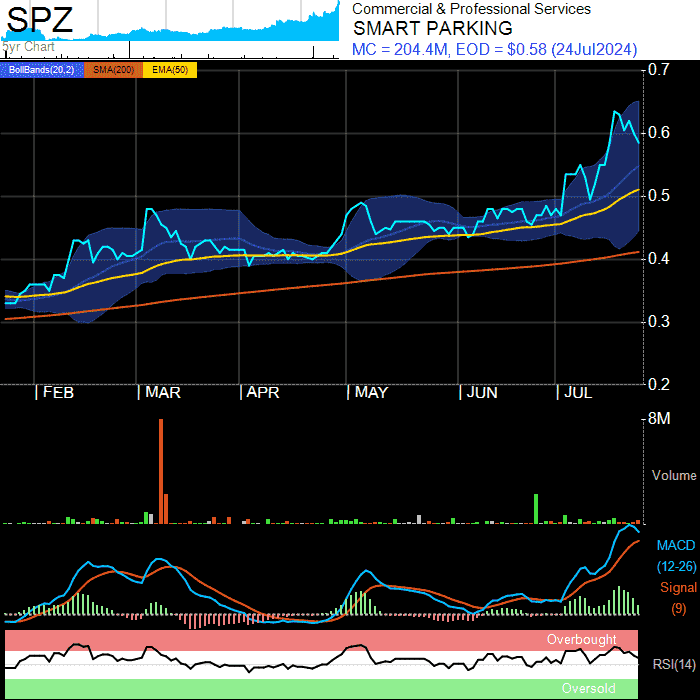 SPZ
5yr Chart
Commercial & Professional Services
SMART PARKING
MC = 204.4M, EOD = $0.58 (24Jul2024)
BollBands(20,2) SMA(200) EMA(50)
0.7
0.6
0.5
0.4
0.3
0.2
| FEB | MAR | APR | MAY | JUN | JUL
8M
Volume
MACD
(12-26)
Signal
(9)
Overbought
RSI(14)
Oversold